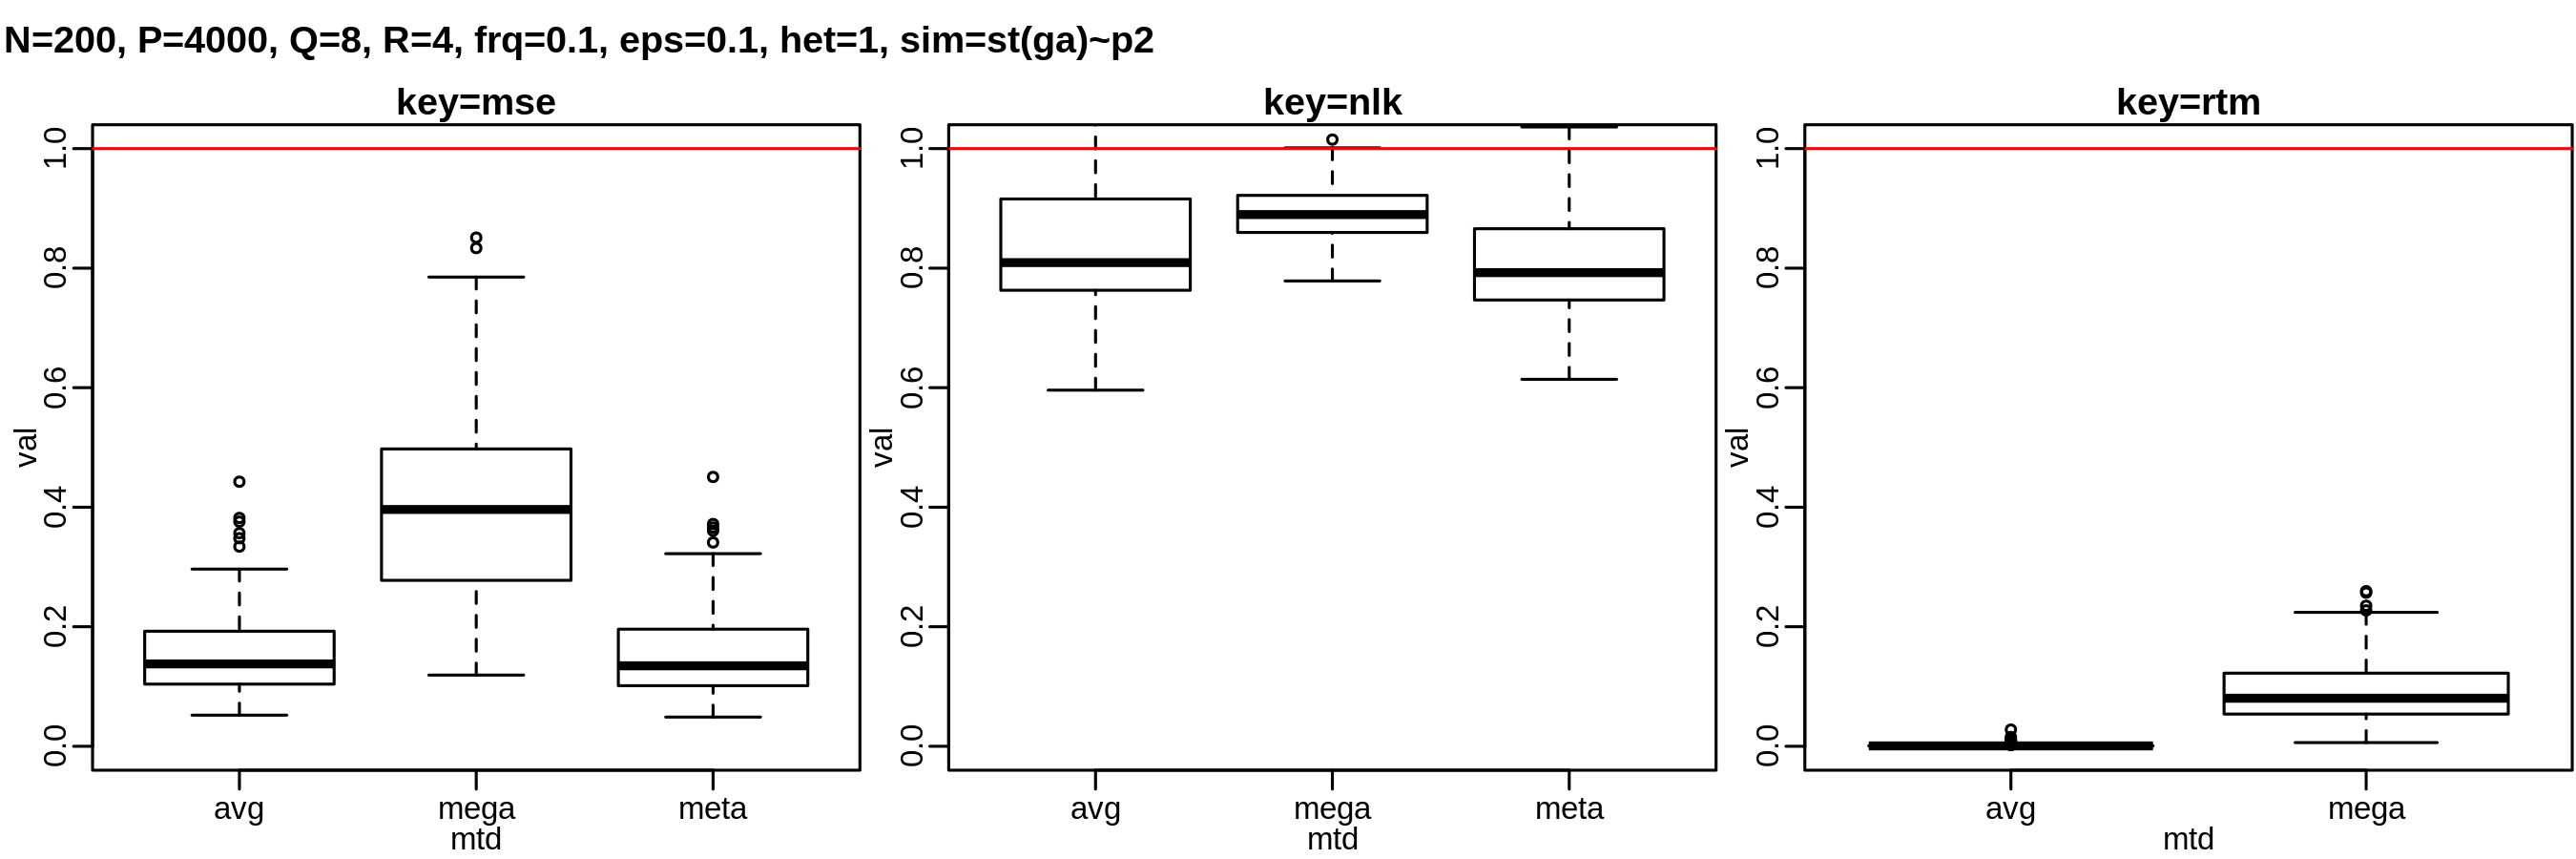 N=200, P=4000, Q=8, R=4, frq=0.1, eps=0.1, het=1, sim=st(ga)~p2
key=mse
val
0.0 0.2 0.4 0.6 0.8 1.0
avg mega meta
mtd
key=nlk
val
0.0 0.2 0.4 0.6 0.8 1.0
avg mega meta
mtd
key=rtm
val
0.0 0.2 0.4 0.6 0.8 1.0
avg mega
mtd